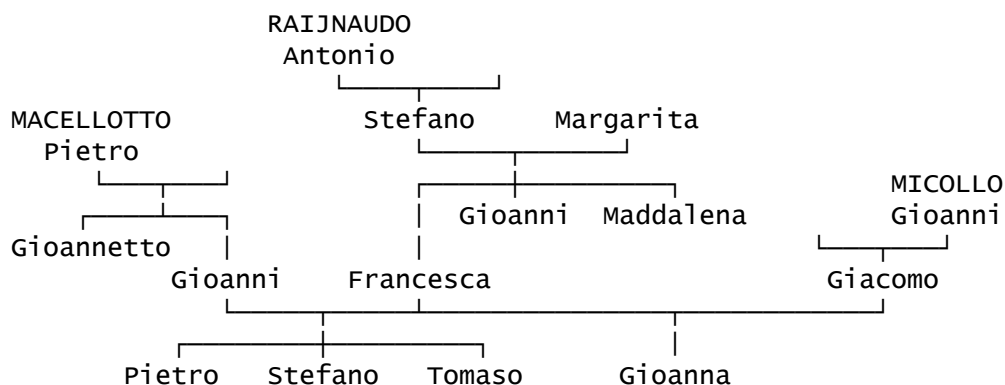 RAIJNAUDO
Antonio
MACELLOTTO
Pietro
Stefano Margarita
MICOLLO
Gioanni
Gioanni Maddalena
Gioannetto
Gioanni Francesca Giacomo
Pietro Stefano Tomaso Gioanna